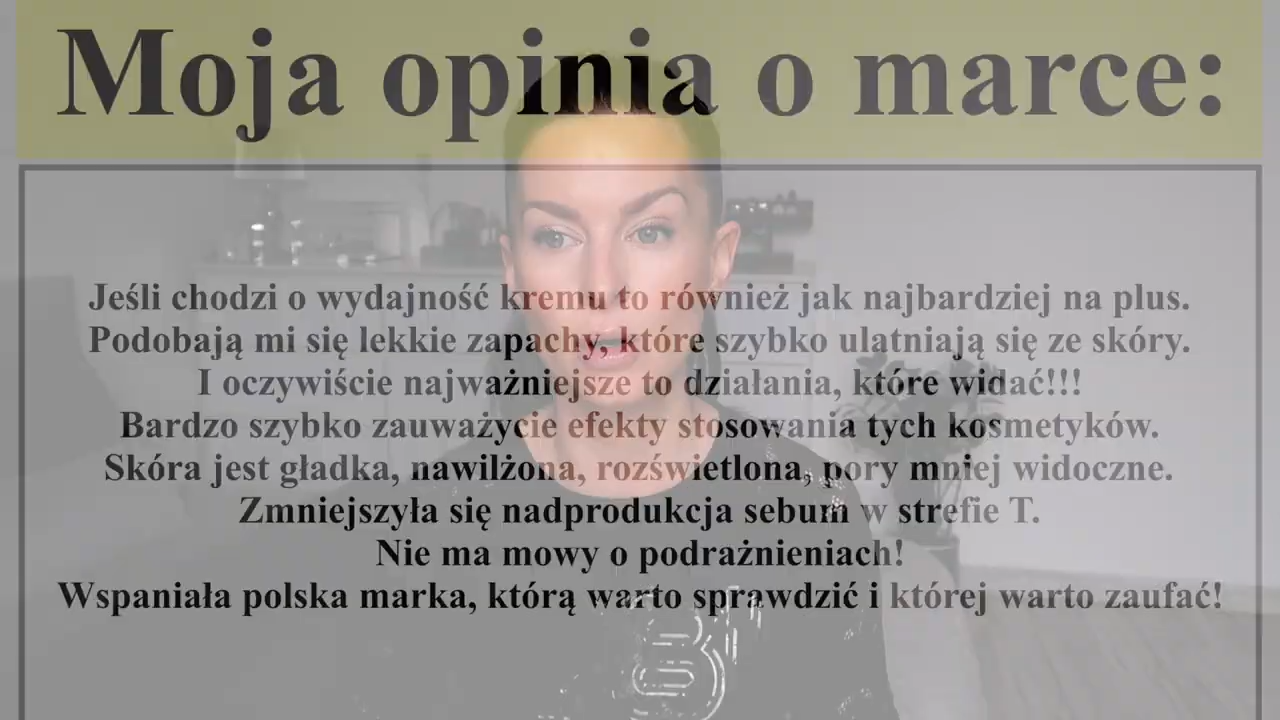 Moja opinia o marce:
Jeśli chodzi o wydajność kremu to również jak najbardziej na plus.
Podobają mi się lekkie zapachy, które szybko ulatniają się ze skóry.
I oczywiście najważniejsze to działania, które widać!!!
Bardzo szybko zauważycie efekty stosowania tych kosmetyków.
Skóra jest gładka, nawilżona, rozświetlona, pory mniej widoczne.
Zmniejszyła się nadprodukcja sebum w strefie T.
Nie ma mowy o podrażnieniach!
Wspaniała polska marka, którą warto sprawdzić i której warto zaufać!